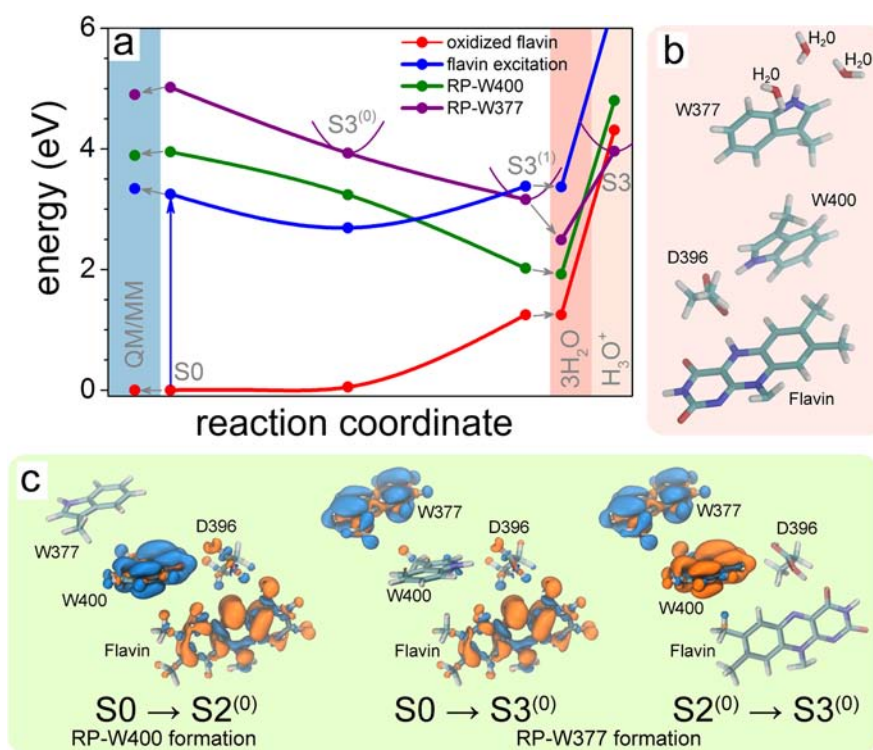 a
energy (eV)
6
4
2
0
oxidized flavin
flavin excitation
RP-W400
RP-W377
S3(0)
S3(1)
S3
S0
QM/MM
3H2O
H3O+
reaction coordinate
b
H20
H20
H20
W377
W400
D396
Flavin
c
W377
W400
D396
Flavin
S0 → S2(0)
RP-W400 formation
W377
D396
W400
Flavin
S0 → S3(0)
W377
D396
W400
Flavin
S2(0) → S3(0)
RP-W377 formation